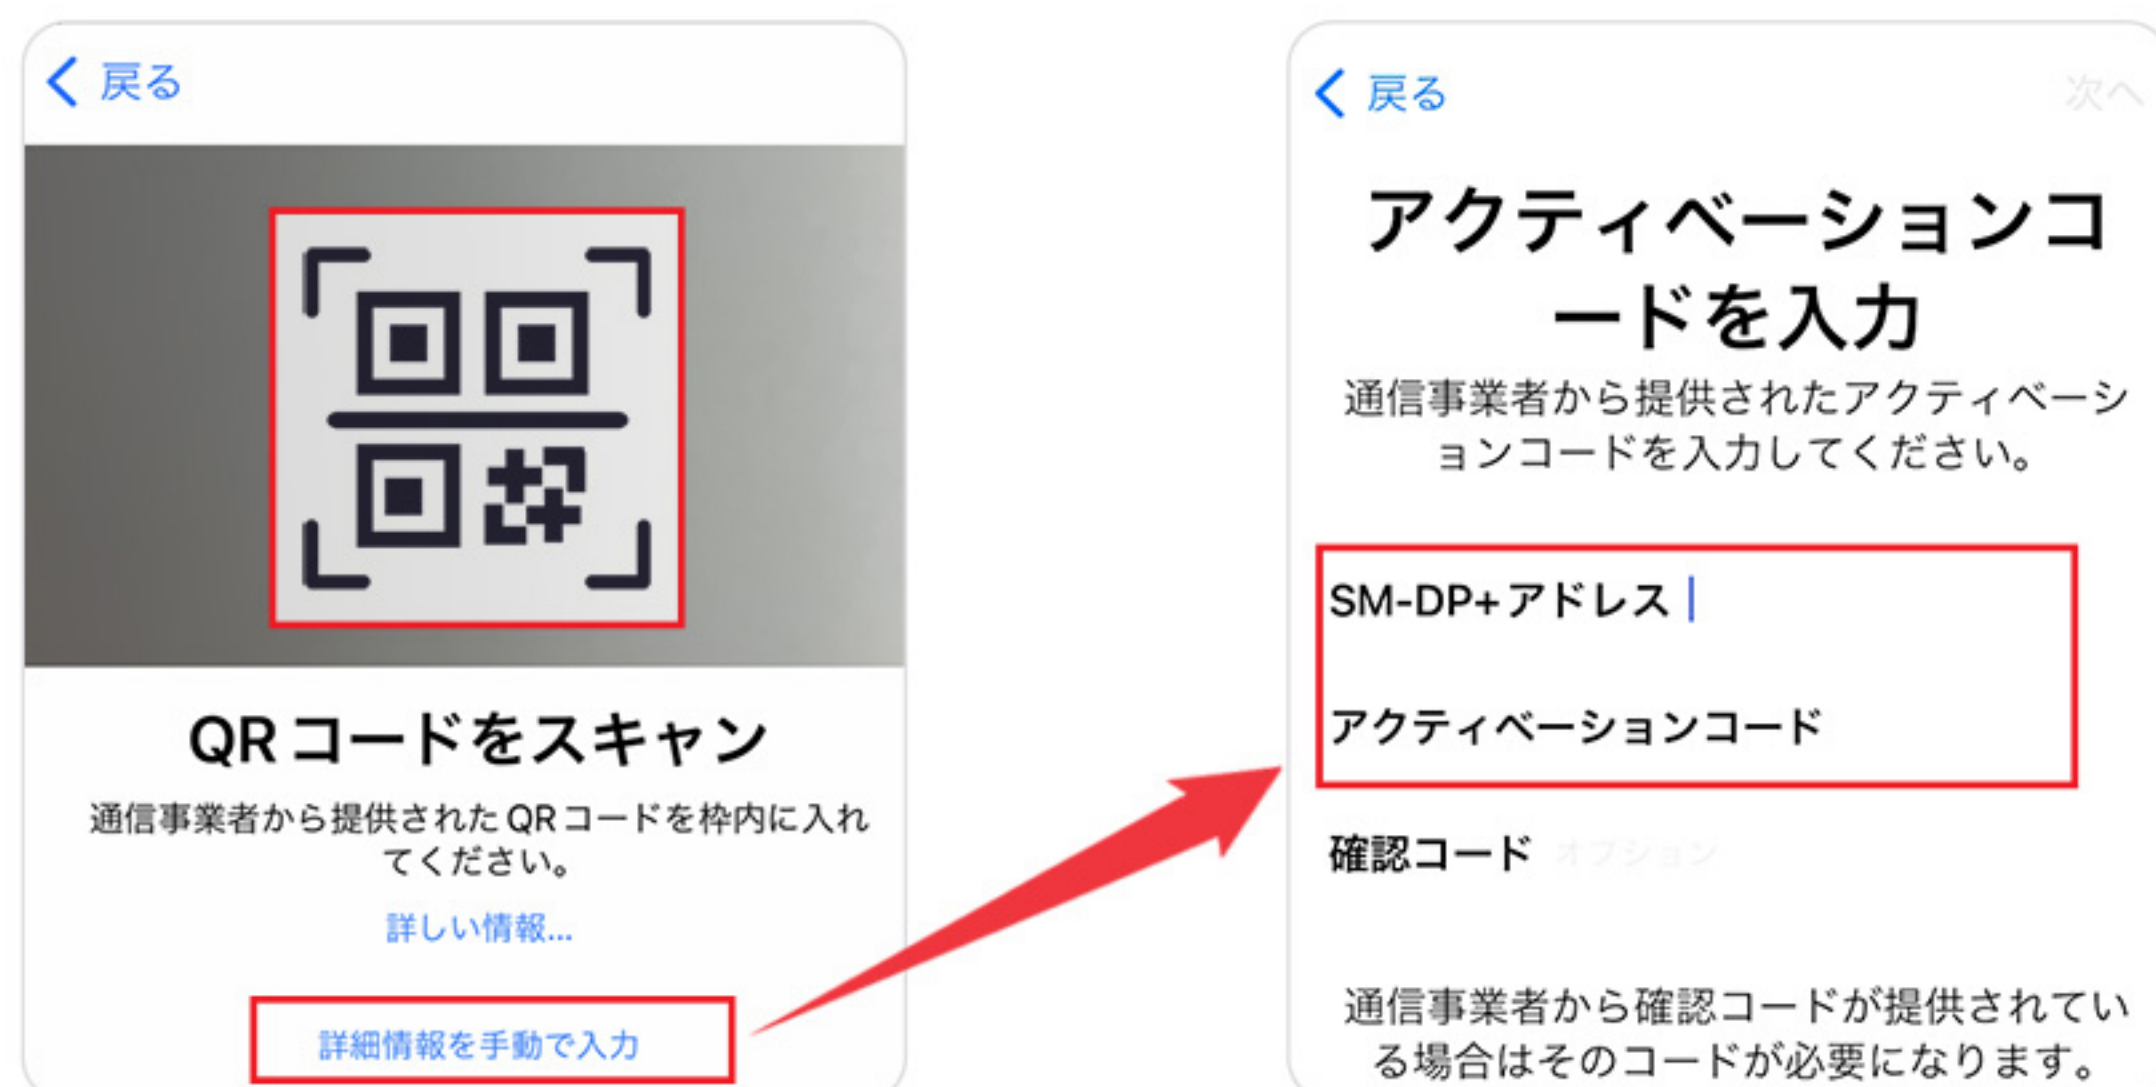 戻る
QRコードをスキャン
通信事業者から提供されたQRコードを枠内に入れ
てください。
詳しい情報...
詳細情報を手動で入力
戻る
次へ
アクティベーションコ
ードを入力
通信事業者から提供されたアクティベーシ
ョンコードを入力してください。
SM-DP+アドレス
アクティベーションコード
確認コード オプション
通信事業者から確認コードが提供されてい
る場合はそのコードが必要になります。